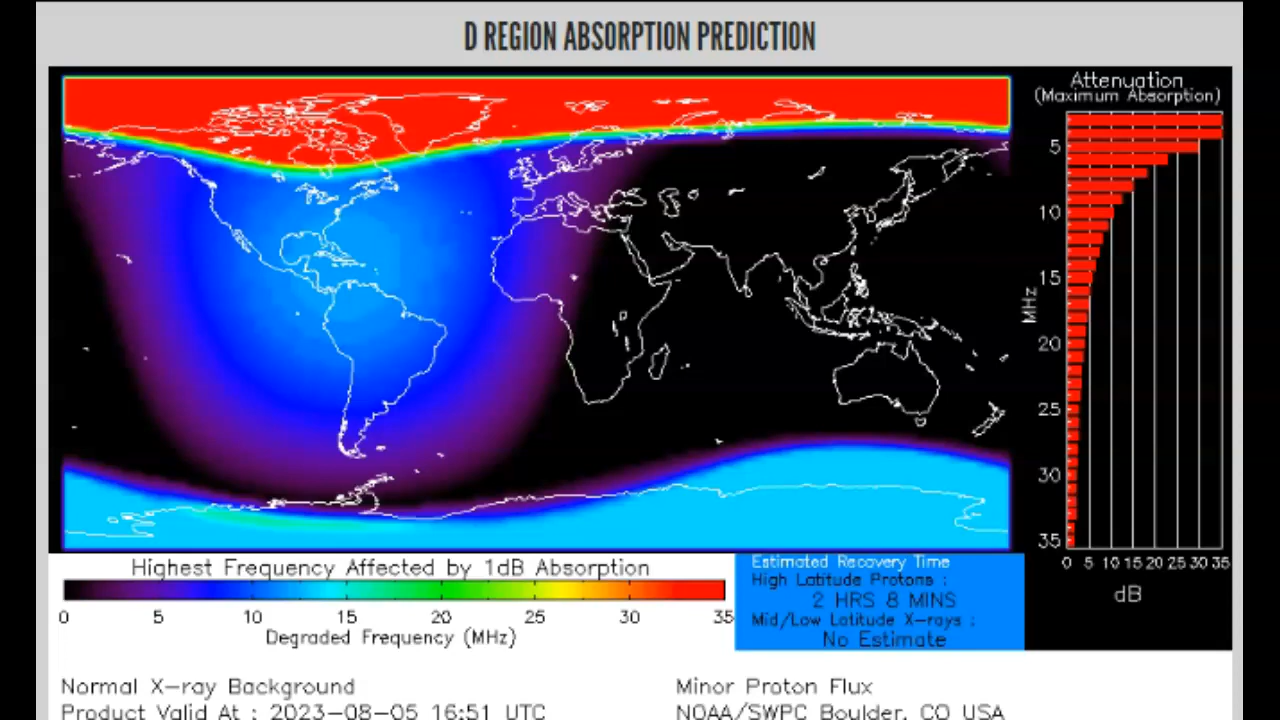 D REGION ABSORPTION PREDICTION
Attenuation
(Maximum Absorption)
5
10
15
20
25
30
35
MHz
0 5 10 15 20 25 30 35
dB
Highest Frequency Affected by 1dB Absorption
0 5 10 15 20 25 30 35
Degraded Frequency (MHz)
Estimated Recovery Time
High Latitude Protons :
2 HRS 8 MINS
Mid/Low Latitude X-rays :
No Estimate
Normal X-ray Background
Product Valid At : 2023-08-05 16:51 UTC
Minor Proton Flux
NOAA/SWPC Boulder, CO USA